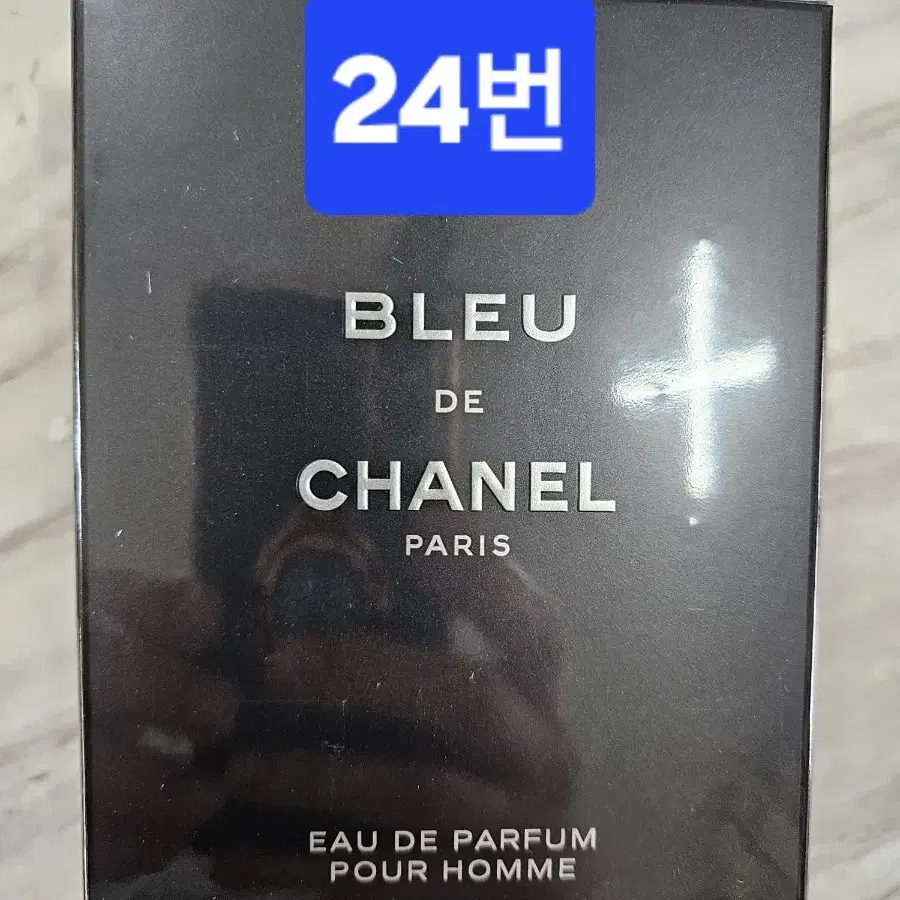 24번
BLEU
DE
CHANEL
PARIS
EAU DE PARFUM
POUR HOMME